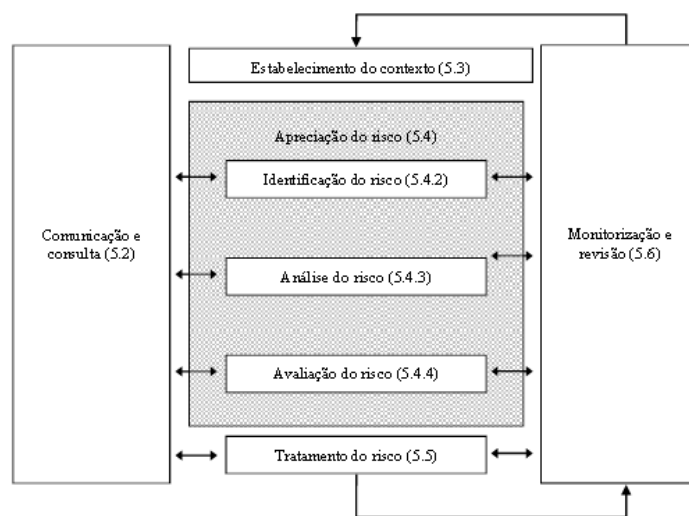 Estabelecimento do contexto (5.3)
Apreciação do risco (5.4)
Identificação do risco (5.4.2)
Comunicação e
consulta (5.2)
Monitorização e
revisão (5.6)
Análise do risco (5.4.3)
Avaliação do risco (5.4.4)
Tratamento do risco (5.5)